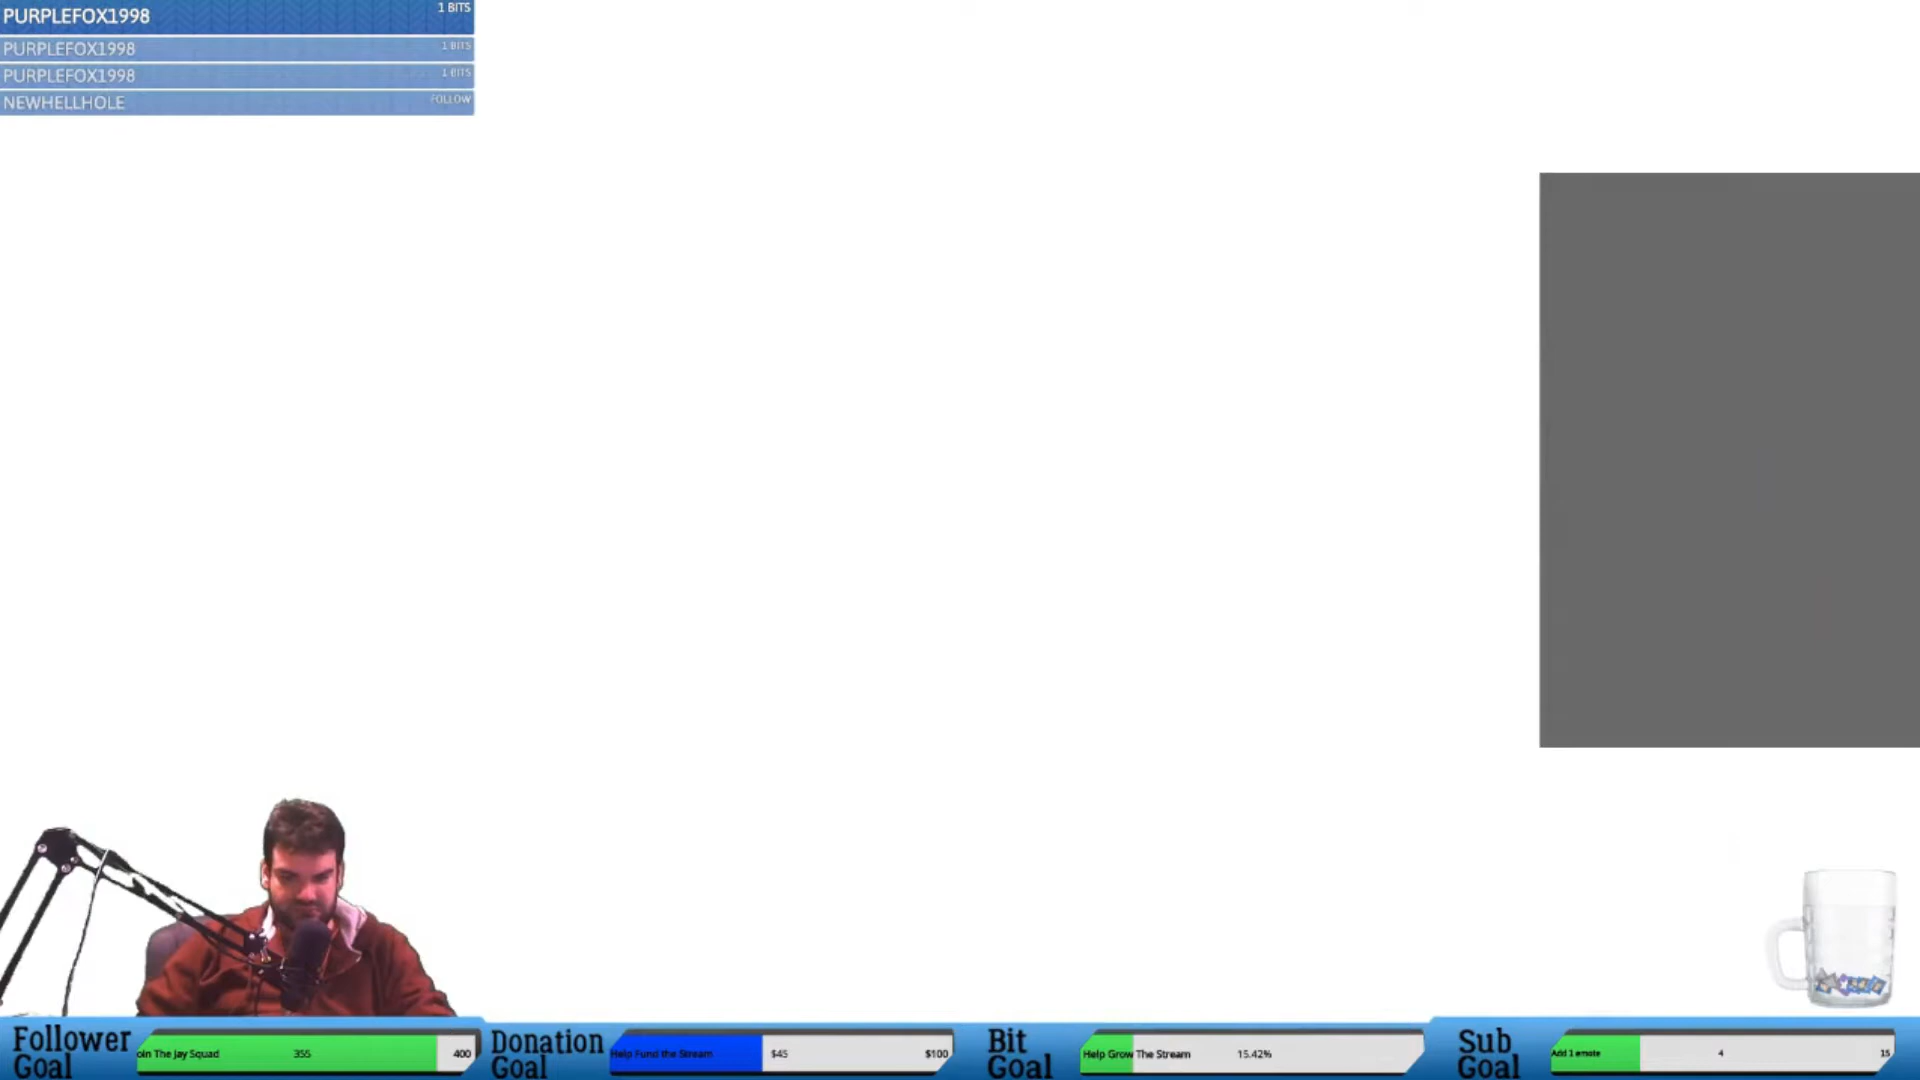 PURPLEFOX1998 1 BITS
PURPLEFOX1998 1 BITS
PURPLEFOX1998 1 BITS
NEWHELLHOLE FOLLOW
Follower Goal
oin The Jay Squad 355 400
Donation Goal
Help Fund the Stream $45 $100
Bit Goal
Help Grow The Stream 15.42%
Sub Goal
Add 1 emote 4 15